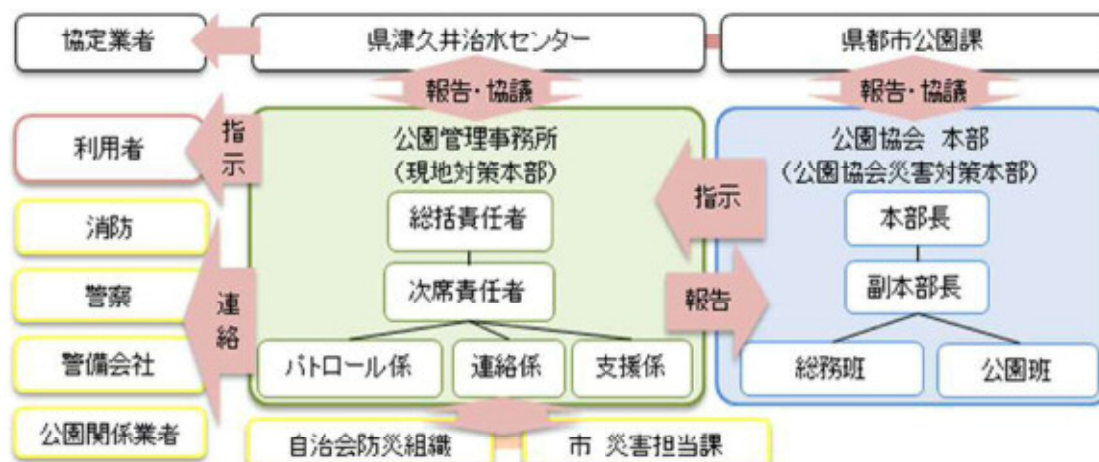 協定業者
県津久井治水センター
県都市公園課
報告・協議
報告・協議
利用者
指示
公園管理事務所
(現地対策本部)
公園協会 本部
(公園協会災害対策本部)
指示
総括責任者
本部長
消防
次席責任者
副本部長
警察
連絡
報告
警備会社
パトロール係
連絡係
支援係
総務班
公園班
公園関係業者
自治会防災組織
市 災害担当課